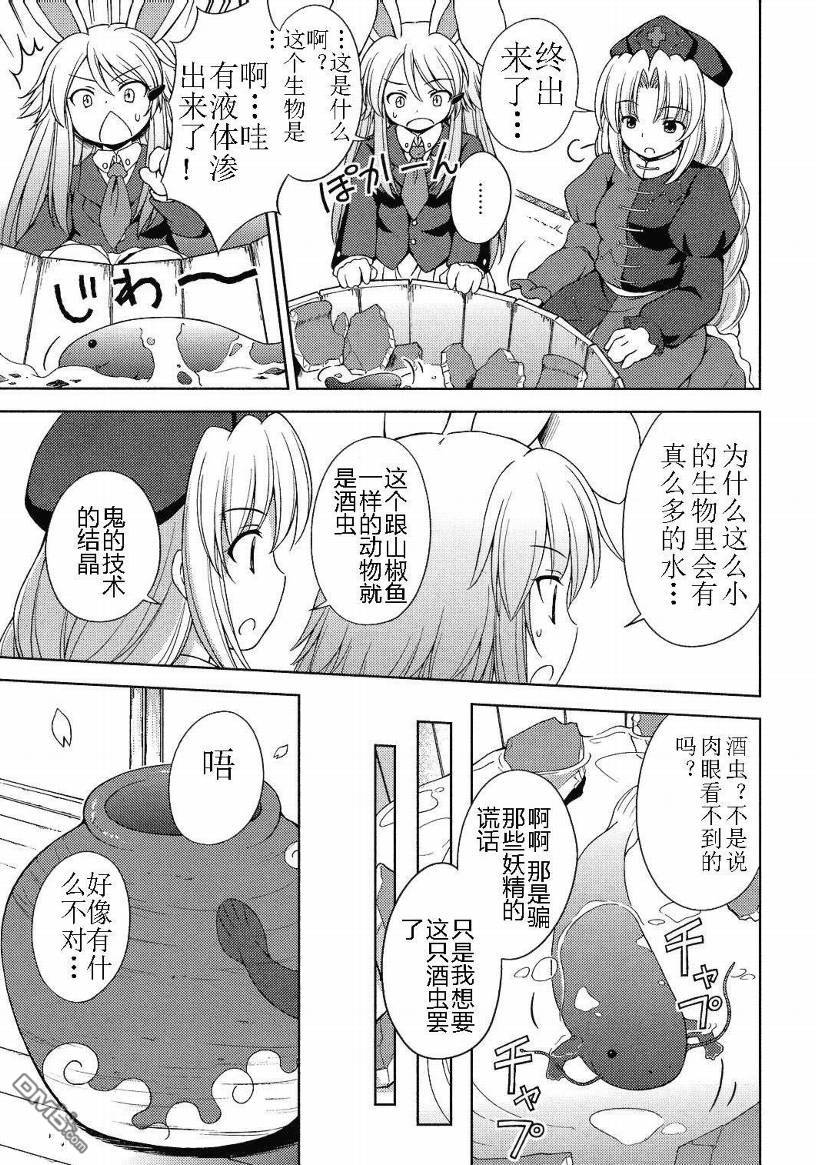 终出
来了…
……
…这是什么
啊？
这个生物是
ぽかーん
啊…哇
有液体渗
出来了！
じわ～
为什么这么小
的生物里会有
真么多的水…
这个跟山椒鱼
一样的动物就
是酒虫
鬼的技术
的结晶
酒虫？不是说
肉眼看不到的
吗？
啊啊 那是骗
那些妖精的
谎话
只是我想要
这只酒虫罢
了
チャプ
チャプ
唔
好像有什
么不对…
DM5.com